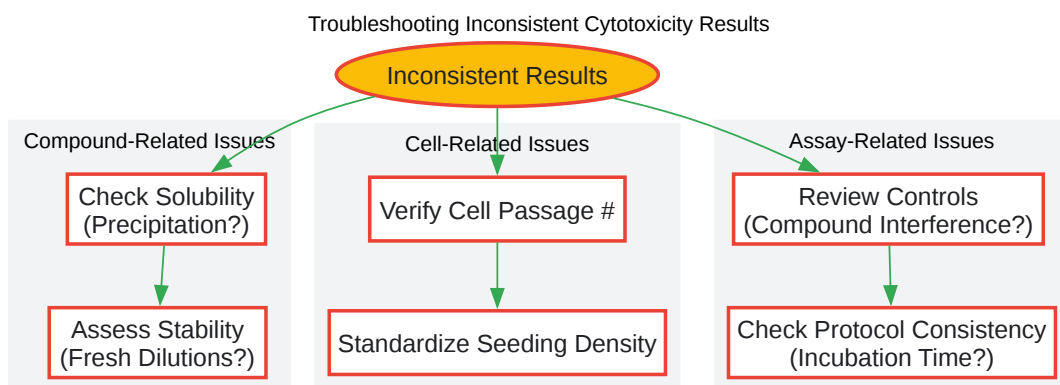 Troubleshooting Inconsistent Cytotoxicity Results
Inconsistent Results
Compound-Related Issues
Check Solubility
(Precipitation?)
Assess Stability
(Fresh Dilutions?)
Cell-Related Issues
Verify Cell Passage #
Standardize Seeding Density
Assay-Related Issues
Review Controls
(Compound Interference?)
Check Protocol Consistency
(Incubation Time?)